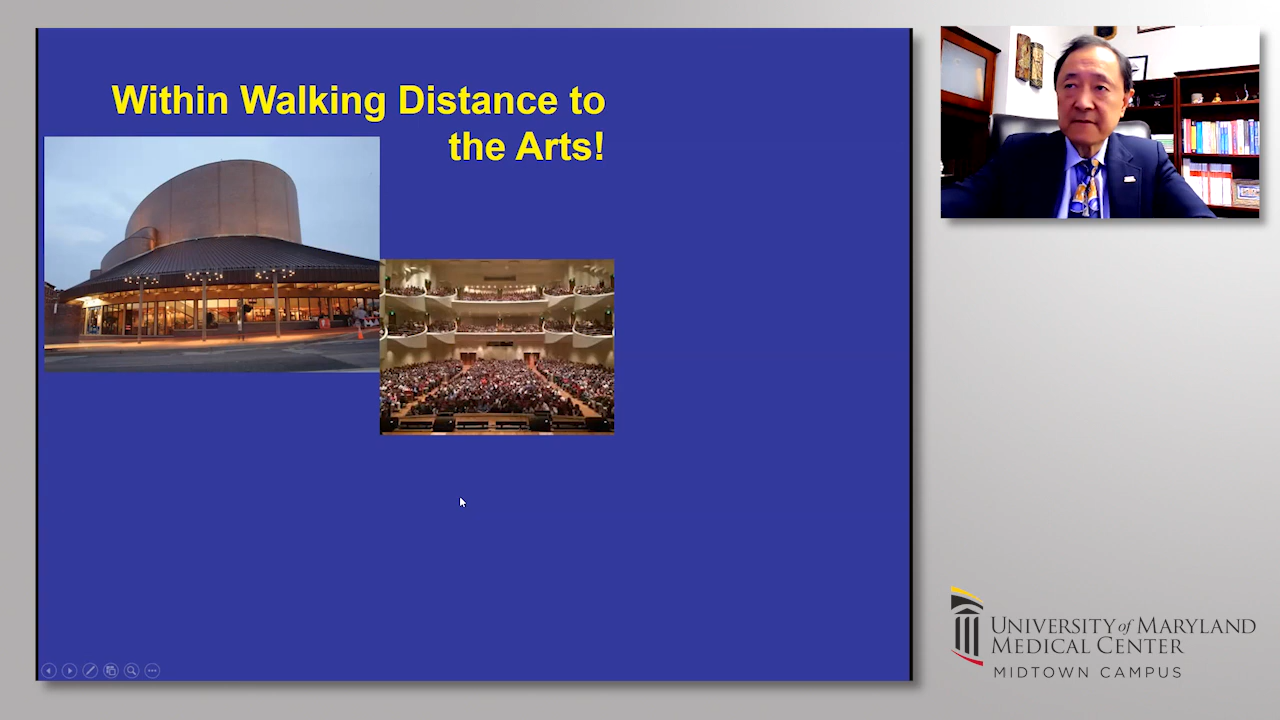 Within Walking Distance to
the Arts!
UNIVERSITY of MARYLAND
MEDICAL CENTER
MIDTOWN CAMPUS